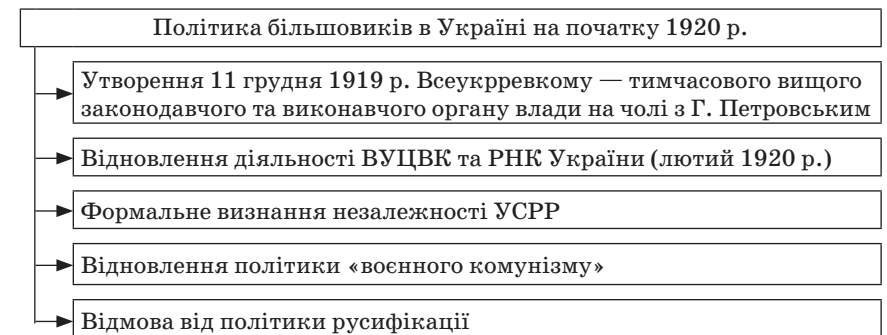 Політика більшовиків в Україні на початку 1920 р.
Утворення 11 грудня 1919 р. Всеукрревкому — тимчасового вищого
законодавчого та виконавчого органу влади на чолі з Г. Петровським
Відновлення діяльності ВУЦВК та РНК України (лютий 1920 р.)
Формальне визнання незалежності УСРР
Відновлення політики «воєнного комунізму»
Відмова від політики русифікації